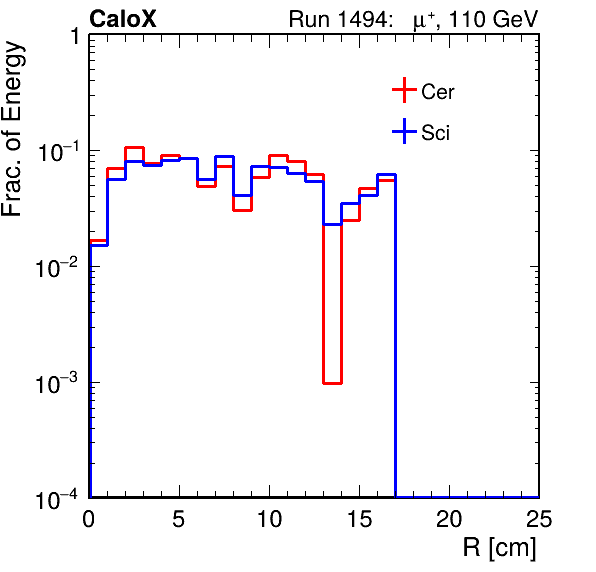 CaloX Run 1494: μ⁺, 110 GeV
Frac. of Energy
1
10⁻¹
10⁻²
10⁻³
10⁻⁴
Cer
Sci
0 5 10 15 20 25
R [cm]